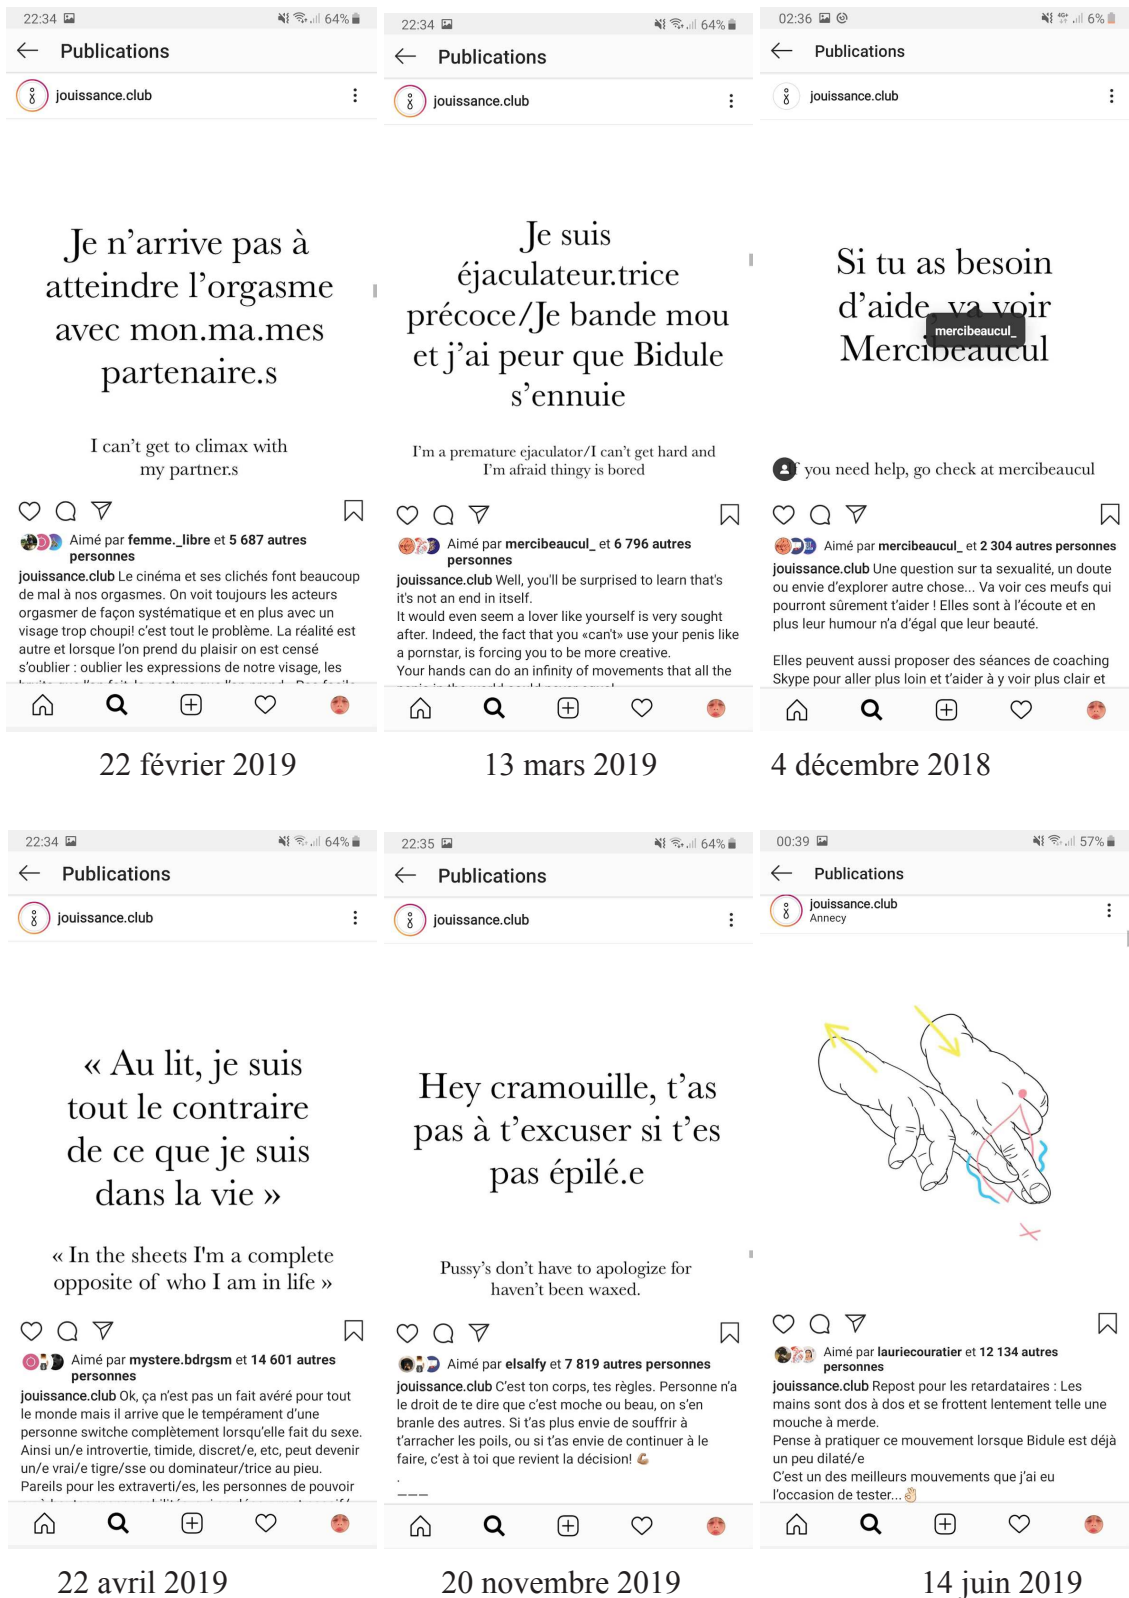 22:34 64%
Publications
jouissance.club
Je n'arrive pas à
atteindre l'orgasme
avec mon.ma.mes
partenaire.s
I can't get to climax with
my partner.s
Aimé par femme._libre et 5 687 autres
personnes
jouissance.club Le cinéma et ses clichés font beaucoup
de mal à nos orgasmes. On voit toujours les acteurs
orgasmer de façon systématique et en plus avec un
visage trop choupi! c'est tout le problème. La réalité est
autre et lorsque l'on prend du plaisir on est censé
s'oublier : oublier les expressions de notre visage, les
22 février 2019
22:34 64%
Publications
jouissance.club
Je suis
éjaculateur.trice
précoce/Je bande mou
et j'ai peur que Bidule
s'ennuie
I'm a premature ejaculator/I can't get hard and
I'm afraid thingy is bored
Aimé par mercibeaucul_ et 6 796 autres
personnes
jouissance.club Well, you'll be surprised to learn that's
it's not an end in itself.
It would even seem a lover like yourself is very sought
after. Indeed, the fact that you «can't» use your penis like
a pornstar, is forcing you to be more creative.
Your hands can do an infinity of movements that all the
13 mars 2019
02:36 4G+ 6%
Publications
jouissance.club
Si tu as besoin
d'aide, va voir
mercibeaucul_
Mercibeaucul
If you need help, go check at mercibeaucul
Aimé par mercibeaucul_ et 2 304 autres personnes
jouissance.club Une question sur ta sexualité, un doute
ou envie d'explorer autre chose... Va voir ces meufs qui
pourront sûrement t'aider ! Elles sont à l'écoute et en
plus leur humour n'a d'égal que leur beauté.
Elles peuvent aussi proposer des séances de coaching
Skype pour aller plus loin et t'aider à y voir plus clair et
4 décembre 2018
22:34 64%
Publications
jouissance.club
« Au lit, je suis
tout le contraire
de ce que je suis
dans la vie »
« In the sheets I'm a complete
opposite of who I am in life »
Aimé par mystere.bdrgsm et 14 601 autres
personnes
jouissance.club Ok, ça n'est pas un fait avéré pour tout
le monde mais il arrive que le tempérament d'une
personne switche complètement lorsqu'elle fait du sexe.
Ainsi un/e introvertie, timide, discret/e, etc, peut devenir
un/e vrai/e tigre/sse ou dominateur/trice au pieu.
Pareils pour les extraverti/es, les personnes de pouvoir
22 avril 2019
22:35 64%
Publications
jouissance.club
Hey cramouille, t'as
pas à t'excuser si t'es
pas épilé.e
Pussy's don't have to apologize for
haven't been waxed.
Aimé par elsalfy et 7 819 autres personnes
jouissance.club C'est ton corps, tes règles. Personne n'a
le droit de te dire que c'est moche ou beau, on s'en
branle des autres. Si t'as plus envie de souffrir à
t'arracher les poils, ou si t'as envie de continuer à le
faire, c'est à toi que revient la décision! 💪🏽
.
———
20 novembre 2019
00:39 57%
Publications
jouissance.club
Annecy
Aimé par lauriecouratier et 12 134 autres
personnes
jouissance.club Repost pour les retardataires : Les
mains sont dos à dos et se frottent lentement telle une
mouche à merde.
Pense à pratiquer ce mouvement lorsque Bidule est déjà
un peu dilaté/e
C'est un des meilleurs mouvements que j'ai eu
l'occasion de tester...👌🏼
14 juin 2019